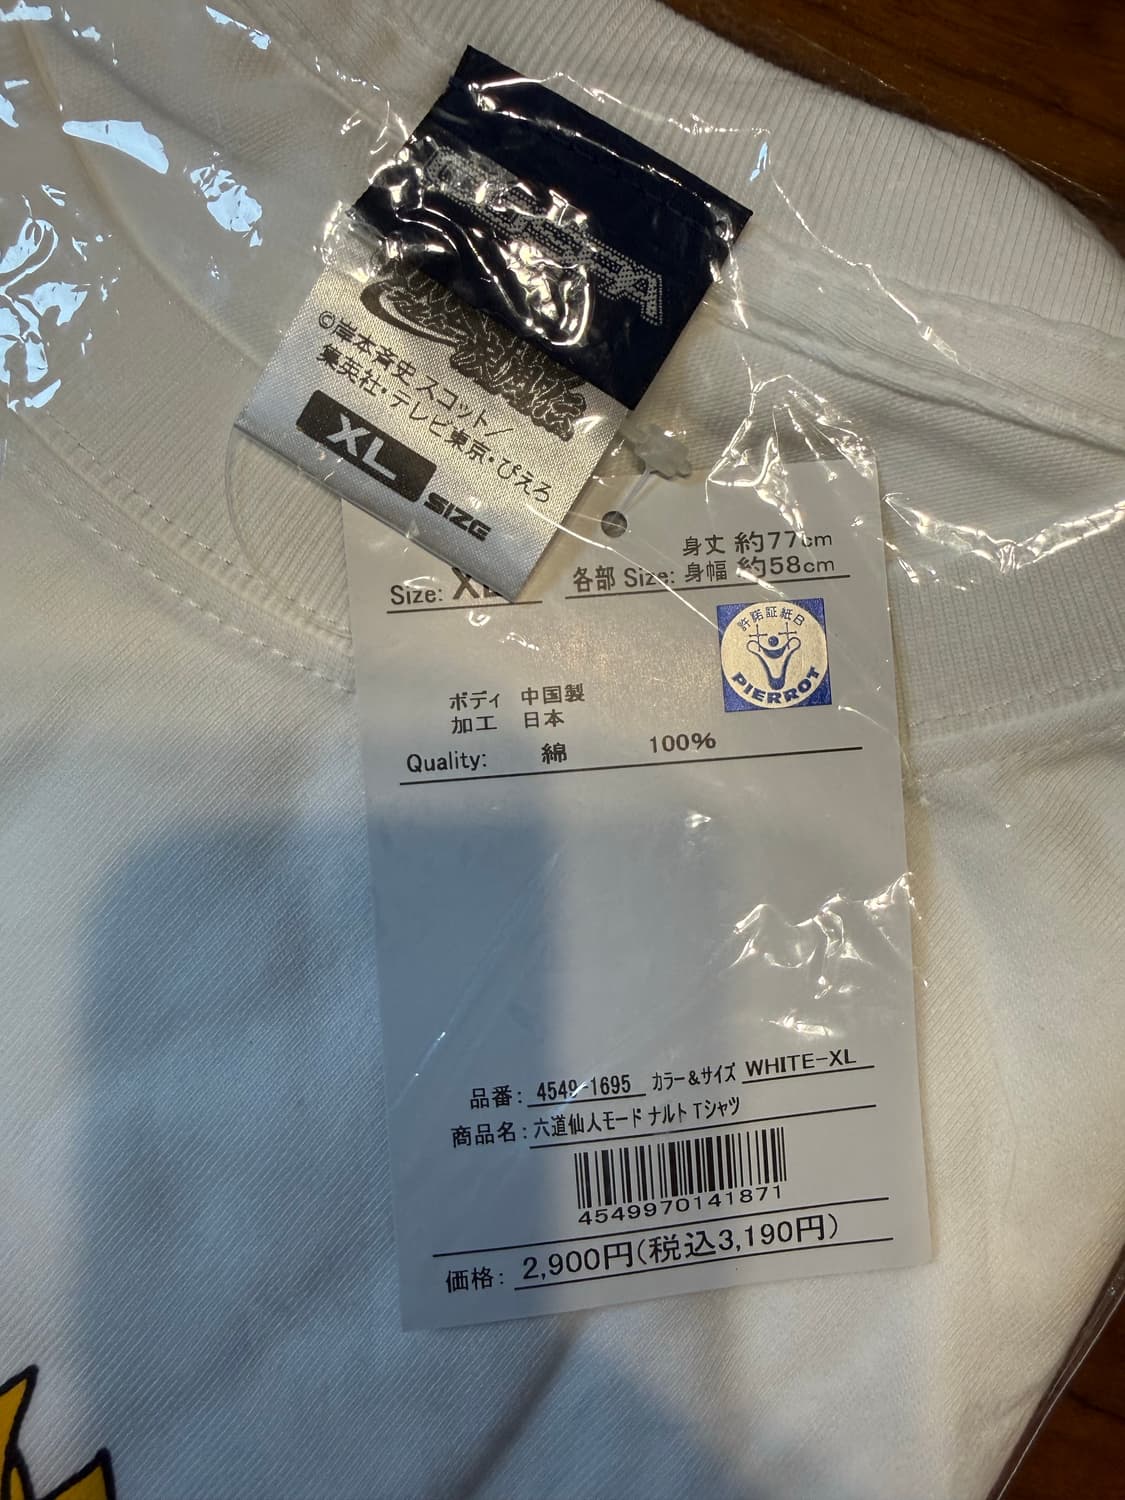 ©岸本斉史 スコット/
集英社・テレビ東京・ぴえろ
XL SIZE
Size: XL
各部 Size: 身丈 約77cm
身幅 約58cm
許諾証紙B
PIERROT
ボディ 中国製
加工 日本
Quality: 綿 100%
品番: 4549-1695 カラー&サイズ WHITE-XL
商品名: 六道仙人モード ナルト Tシャツ
4549970141871
価格: 2,900円(税込3,190円)